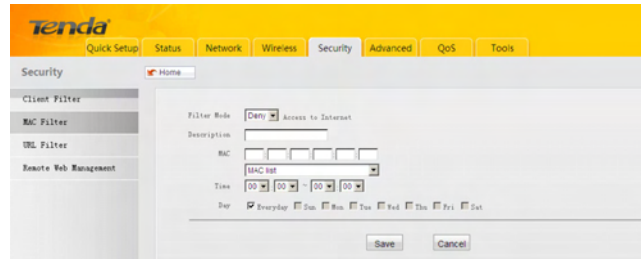 Tenda
Quick Setup Status Network Wireless Security Advanced QoS Tools
Security Home
Client Filter
MAC Filter
URL Filter
Remote Web Management
Filter Mode Deny Access to Internet
Description
MAC
MAC list
Time 00 : 00 ~ 00 : 00
Day Everyday Sun Mon Tue Wed Thu Fri Sat
Save Cancel